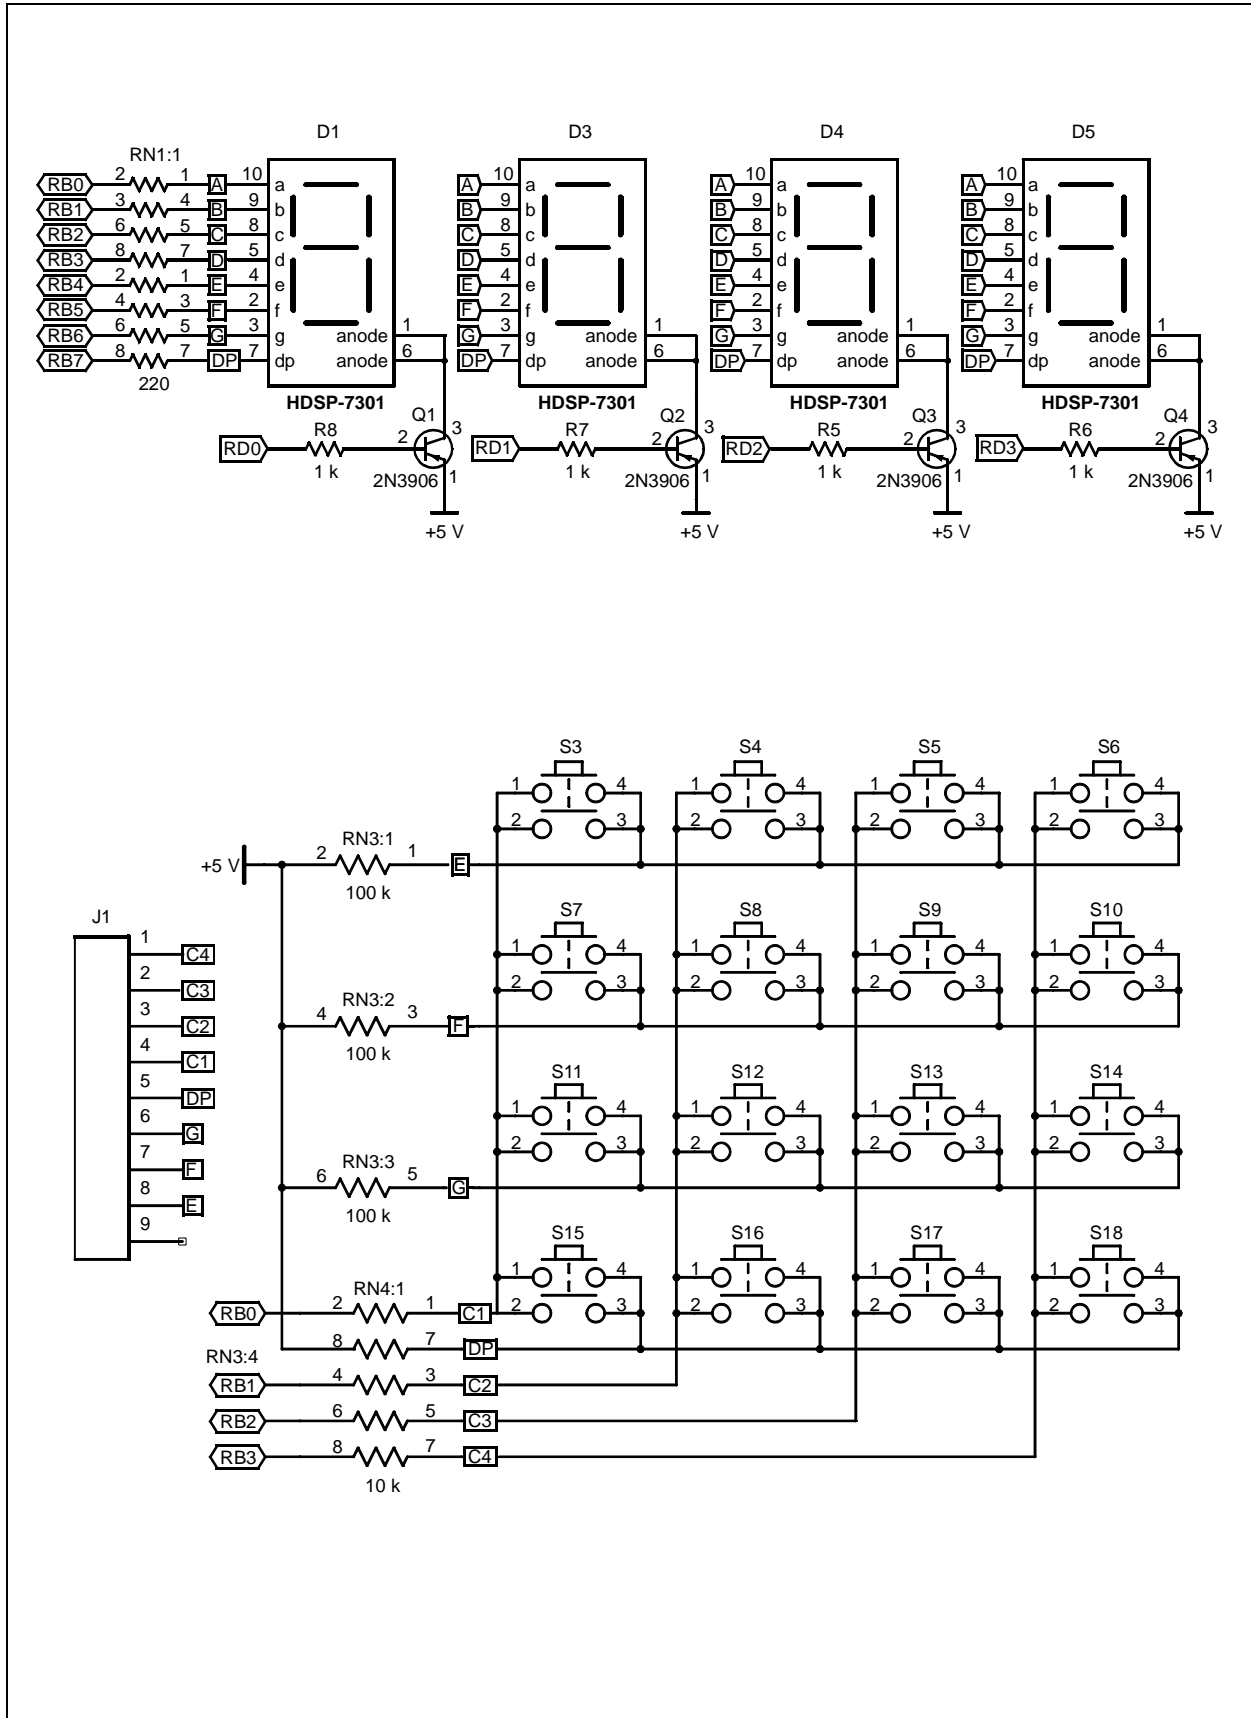 D1 D3 D4 D5
RN1:1
RB0 2 1 A 10 a A 10 a A 10 a A 10 a
RB1 3 4 B 9 b B 9 b B 9 b B 9 b
RB2 6 5 C 8 c C 8 c C 8 c C 8 c
RB3 8 7 D 5 d D 5 d D 5 d D 5 d
RB4 2 1 E 4 e E 4 e E 4 e E 4 e
RB5 4 3 F 2 f F 2 f F 2 f F 2 f
RB6 6 5 G 3 g anode 1 G 3 g anode 1 G 3 g anode 1 G 3 g anode 1
RB7 8 7 DP 7 dp anode 6 DP 7 dp anode 6 DP 7 dp anode 6 DP 7 dp anode 6
220
HDSP-7301 HDSP-7301 HDSP-7301 HDSP-7301
R8 Q1 3 R7 Q2 3 R5 Q3 3 R6 Q4 3
RD0 2 RD1 2 RD2 2 RD3 2
1 k 2N3906 1 1 k 2N3906 1 1 k 2N3906 1 1 k 2N3906 1
+5 V +5 V +5 V +5 V
S3 S4 S5 S6
1 4 1 4 1 4 1 4
2 3 2 3 2 3 2 3
RN3:1
+5 V 2 1 E
100 k
S7 S8 S9 S10
1 4 1 4 1 4 1 4
2 3 2 3 2 3 2 3
RN3:2
4 3 F
100 k
J1
1 C4
2 C3
3 C2
4 C1
5 DP
6 G
7 F
8 E
9
S11 S12 S13 S14
1 4 1 4 1 4 1 4
2 3 2 3 2 3 2 3
RN3:3
6 5 G
100 k
S15 S16 S17 S18
1 4 1 4 1 4 1 4
2 3 2 3 2 3 2 3
RN4:1
RB0 2 1 C1
8 7 DP
RN3:4
RB1 4 3 C2
RB2 6 5 C3
RB3 8 7 C4
10 k